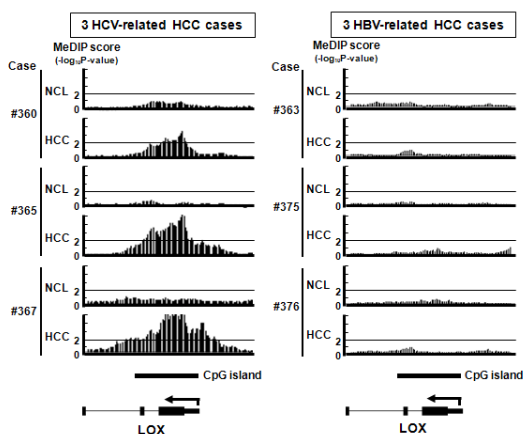 3 HCV-related HCC cases
MeDIP score
(-log₁₀P-value)
Case
NCL
2
0
#360
HCC
2
0
NCL
2
0
#365
HCC
2
0
NCL
2
0
#367
HCC
2
0
CpG island
LOX
3 HBV-related HCC cases
MeDIP score
(-log₁₀P-value)
NCL
2
0
#363
HCC
2
0
NCL
2
0
#375
HCC
2
0
NCL
2
0
#376
HCC
2
0
CpG island
LOX